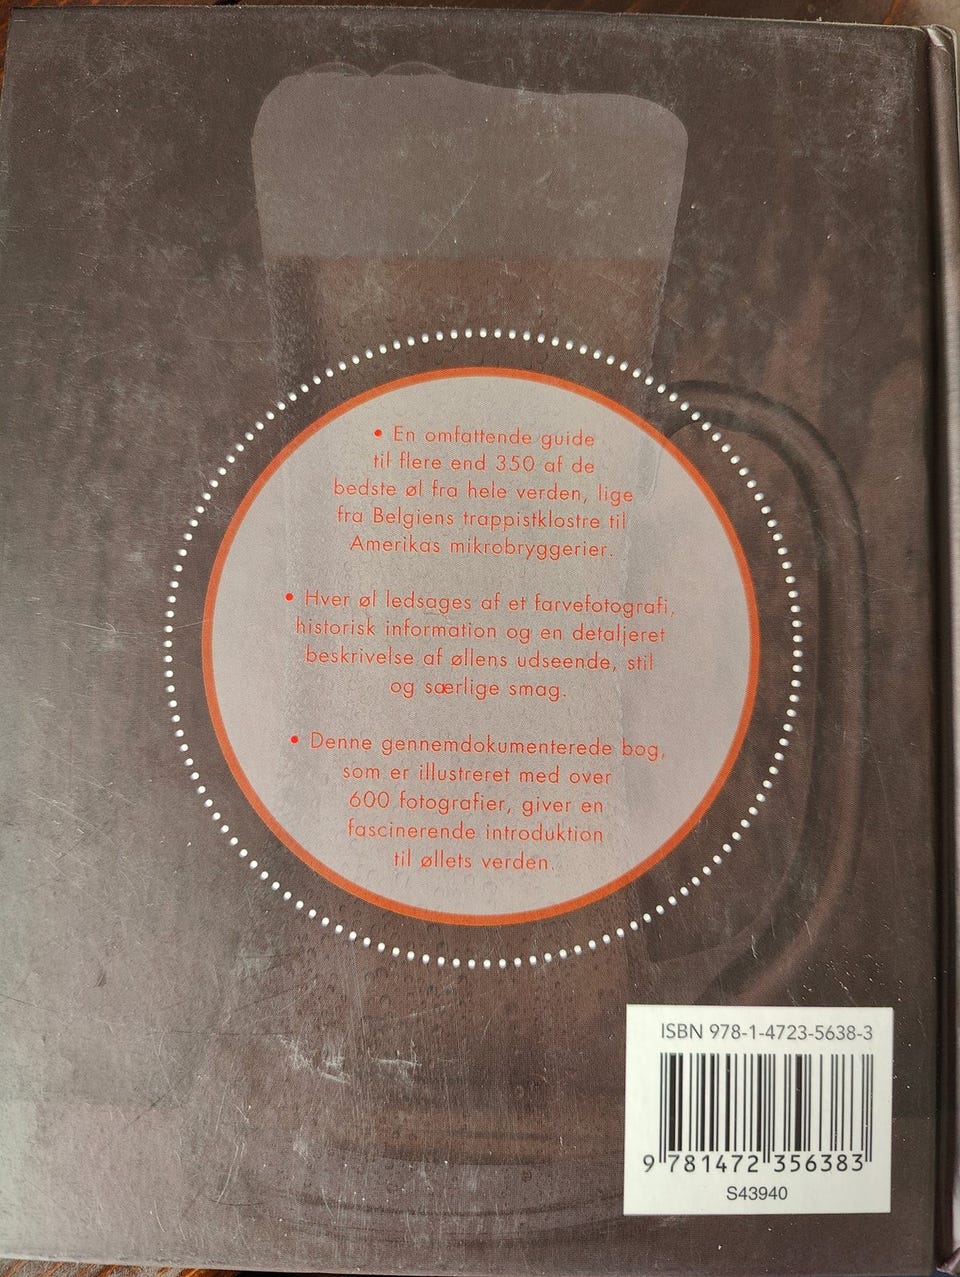 • En omfattende guide
til flere end 350 af de
bedste øl fra hele verden, lige
fra Belgiens trappistklostre til
Amerikas mikrobryggerier.
• Hver øl ledsages af et farvefotografi,
historisk information og en detaljeret
beskrivelse af øllens udseende, stil
og særlige smag.
• Denne gennemdokumenterede bog,
som er illustreret med over
600 fotografier, giver en
fascinerende introduktion
til øllets verden.
ISBN 978-1-4723-5638-3
9 781472 356383
S43940